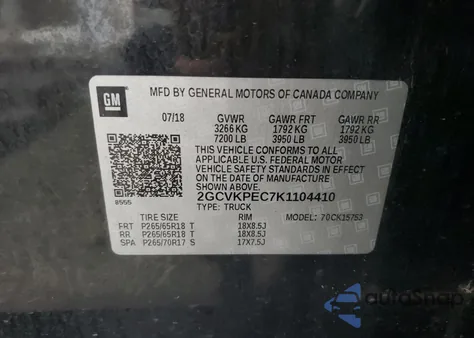 GM
MFD BY GENERAL MOTORS OF CANADA COMPANY
07/18 GVWR GAWR FRT GAWR RR
3266 KG 1792 KG 1792 KG
7200 LB 3950 LB 3950 LB
THIS VEHICLE CONFORMS TO ALL
APPLICABLE U.S. FEDERAL MOTOR
VEHICLE SAFETY STANDARDS IN EFFECT
ON THE DATE OF MANUFACTURE
SHOWN ABOVE.
2GCVKPEC7K1104410
TYPE: TRUCK
TIRE SIZE RIM MODEL:
FRT P265/65R18 T 18X8.5J
RR P265/65R18 T 18X8.5J
SPA P265/70R17 S 17X7.5J
autoSnap